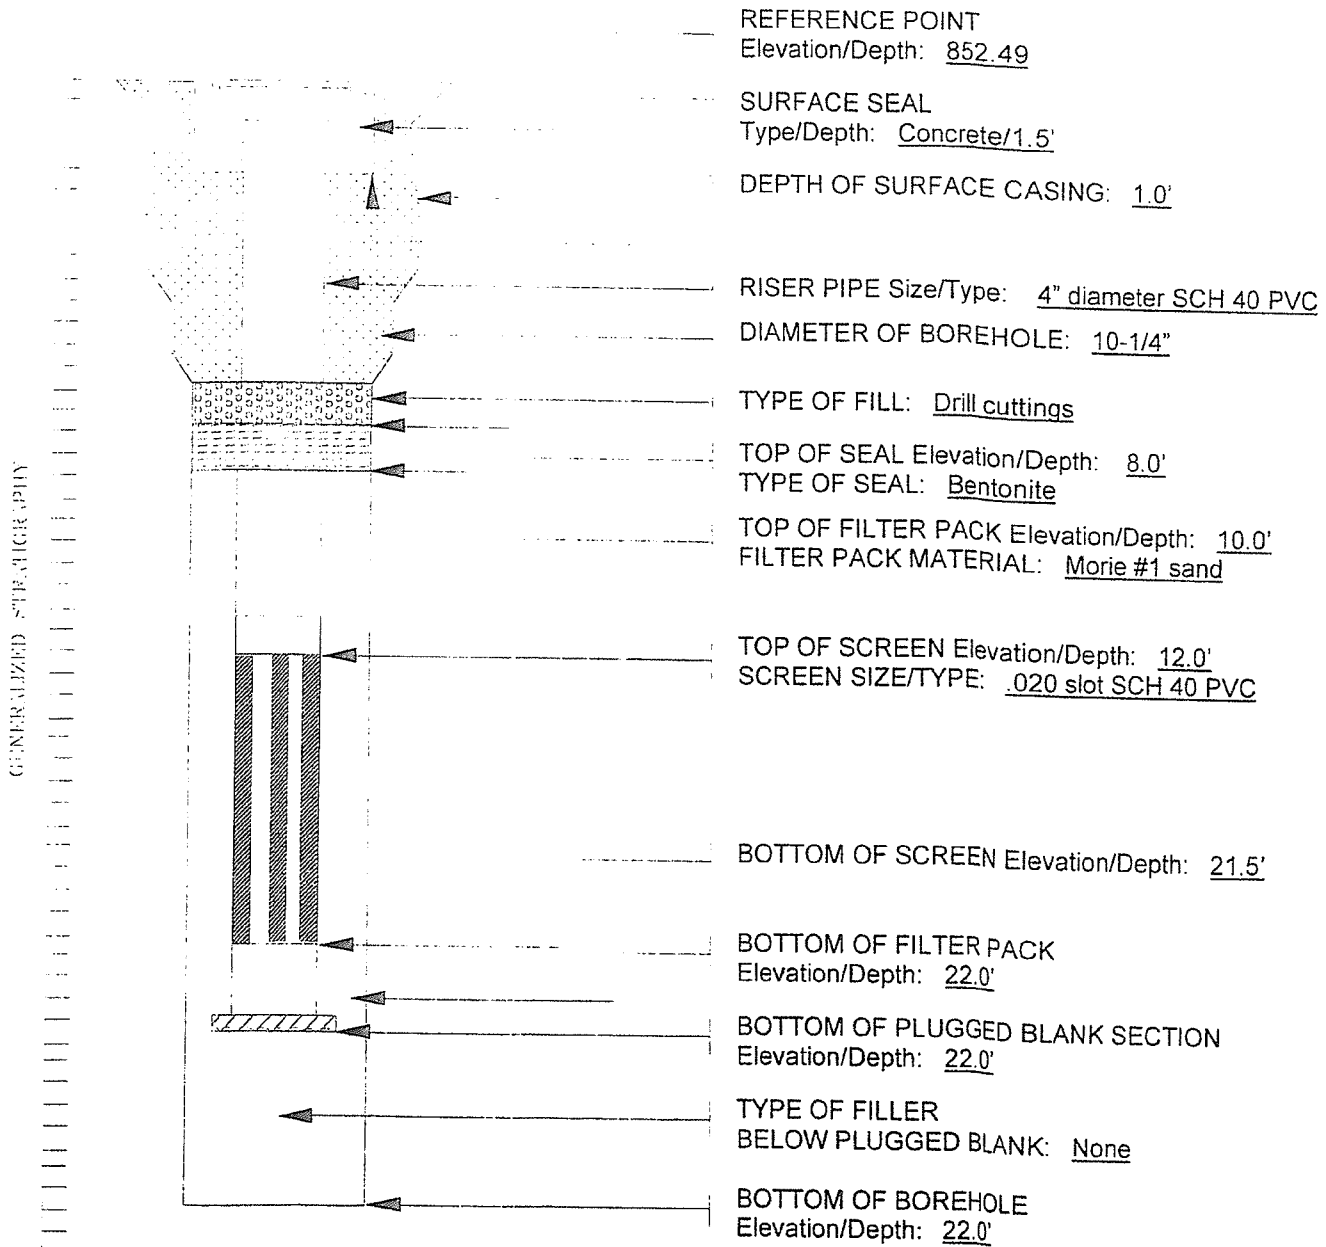 REFERENCE POINT
Elevation/Depth: 852.49
SURFACE SEAL
Type/Depth: Concrete/1.5'
DEPTH OF SURFACE CASING: 1.0'
RISER PIPE Size/Type: 4" diameter SCH 40 PVC
DIAMETER OF BOREHOLE: 10-1/4"
TYPE OF FILL: Drill cuttings
TOP OF SEAL Elevation/Depth: 8.0'
TYPE OF SEAL: Bentonite
TOP OF FILTER PACK Elevation/Depth: 10.0'
FILTER PACK MATERIAL: Morie #1 sand
TOP OF SCREEN Elevation/Depth: 12.0'
SCREEN SIZE/TYPE: .020 slot SCH 40 PVC
BOTTOM OF SCREEN Elevation/Depth: 21.5'
BOTTOM OF FILTER PACK
Elevation/Depth: 22.0'
BOTTOM OF PLUGGED BLANK SECTION
Elevation/Depth: 22.0'
TYPE OF FILLER
BELOW PLUGGED BLANK: None
BOTTOM OF BOREHOLE
Elevation/Depth: 22.0'
GENERALIZED STRATIGRAPHY